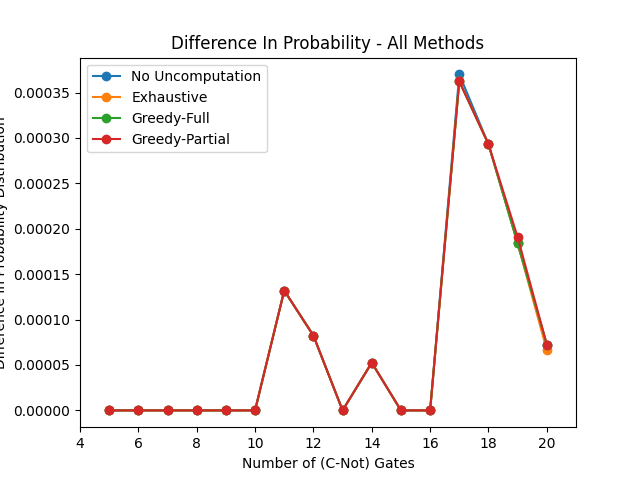 Difference In Probability - All Methods
No Uncomputation
Exhaustive
Greedy-Full
Greedy-Partial
0.00035
0.00030
0.00025
0.00020
0.00015
0.00010
0.00005
0.00000
Difference in Probability Distribution
4 6 8 10 12 14 16 18 20
Number of (C-Not) Gates